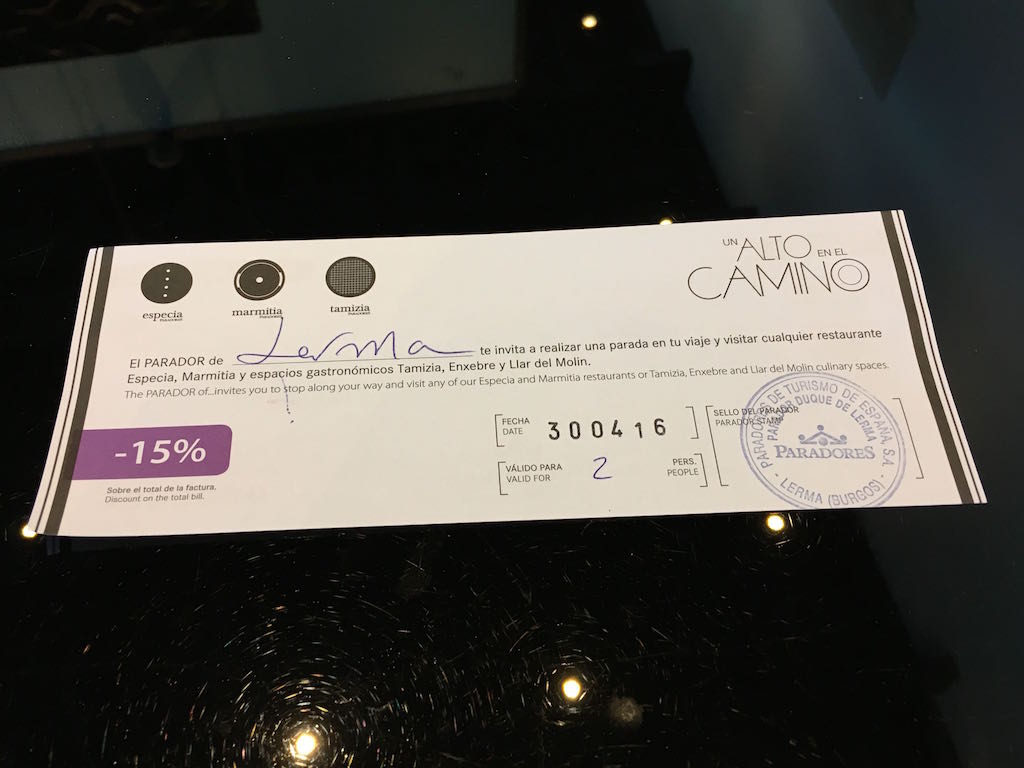 UN ALTO EN EL CAMINO
especia PARADORES
marmitia PARADORES
tamizia PARADORES
El PARADOR de Lerma te invita a realizar una parada en tu viaje y visitar cualquier restaurante
Especia, Marmitia y espacios gastronómicos Tamizia, Enxebre y Llar del Molin.
The PARADOR of...invites you to stop along your way and visit any of our Especia and Marmitia restaurants or Tamizia, Enxebre and Llar del Molin culinary spaces.
-15%
Sobre el total de la factura.
Discount on the total bill.
FECHA
DATE
300416
VÁLIDO PARA
VALID FOR
2
PERS.
PEOPLE
SELLO DEL PARADOR
PARADOR STAMP
PARADORES DE TURISMO DE ESPAÑA, S.A.
PARADOR DUQUE DE LERMA
PARADORES
LERMA (BURGOS)